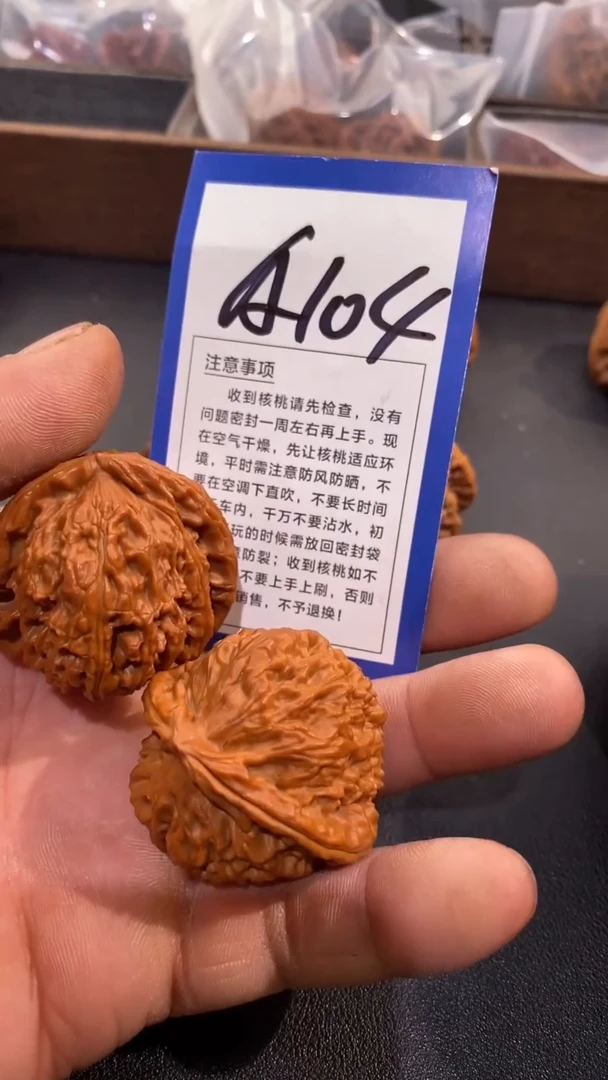 A104
注意事项
收到核桃请先检查，没有
问题密封一周左右再上手。现
在空气干燥，先让核桃适应环
境，平时需注意防风防晒，不
要在空调下直吹，不要长时间
车内，千万不要沾水，初
玩的时候需放回密封袋
防裂；收到核桃如不
不要上手上刷，否则
销售，不予退换！